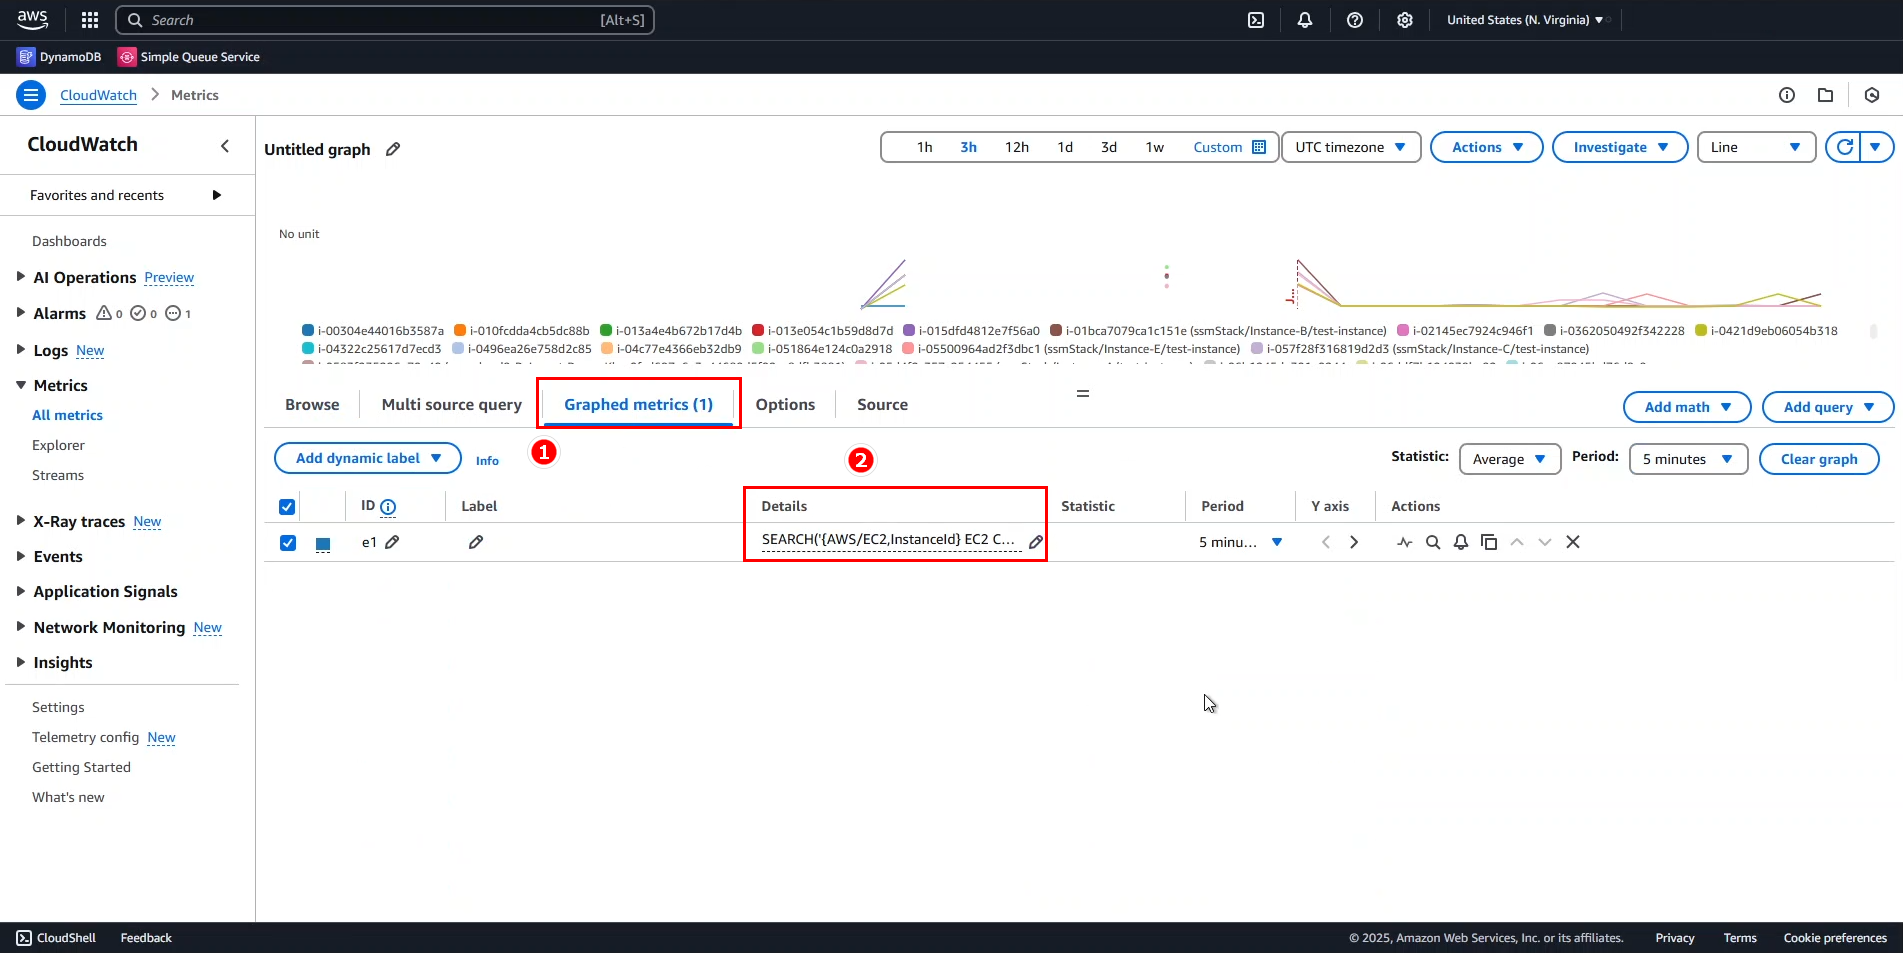 aws Search [Alt+S] United States (N. Virginia)
DynamoDB Simple Queue Service
CloudWatch Metrics
CloudWatch
Favorites and recents
Dashboards
AI Operations Preview
Alarms 0 0 1
Logs New
Metrics
All metrics
Explorer
Streams
X-Ray traces New
Events
Application Signals
Network Monitoring New
Insights
Settings
Telemetry config New
Getting Started
What's new
Untitled graph 1h 3h 12h 1d 3d 1w Custom UTC timezone Actions Investigate Line
No unit
i-00304e44016b3587a i-010fcdda4cb5dc88b i-013a4e4b672b17d4b i-013e054c1b59d8d7d i-015dfd4812e7f56a0 i-01bca7079ca1c151e (ssmStack/Instance-B/test-instance) i-02145ec7924c946f1 i-0362050492f342228 i-0421d9eb06054b318
i-04322c25617d7ecd3 i-0496ea26e758d2c85 i-04c77e4366eb32db9 i-051864e124c0a2918 i-05500964ad2f3dbc1 (ssmStack/Instance-E/test-instance) i-057f28f316819d2d3 (ssmStack/Instance-C/test-instance)
Browse Multi source query Graphed metrics (1) Options Source Add math Add query
Add dynamic label Info 1 2 Statistic: Average Period: 5 minutes Clear graph
ID Label Details Statistic Period Y axis Actions
e1 SEARCH('{AWS/EC2,InstanceId} EC2 C... 5 minu...
CloudShell Feedback © 2025, Amazon Web Services, Inc. or its affiliates. Privacy Terms Cookie preferences